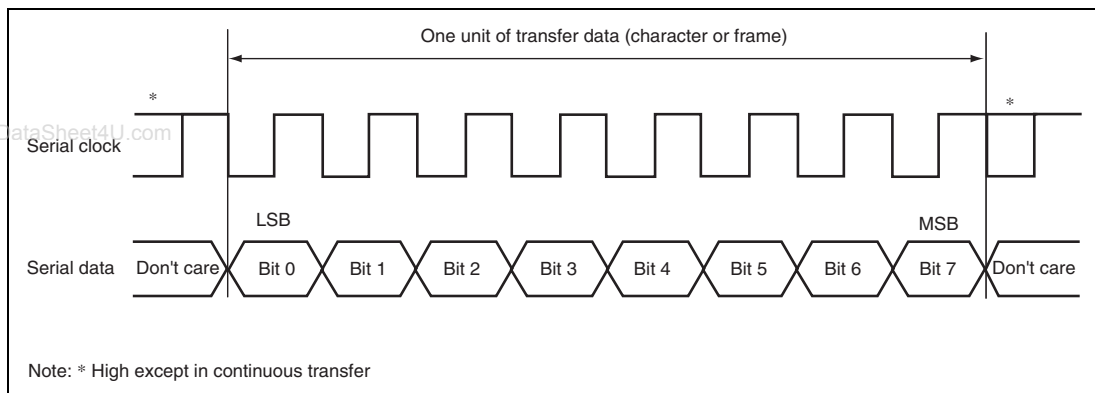 One unit of transfer data (character or frame)
*
*
DataSheet4U.com
Serial clock
LSB
MSB
Serial data
Don't care
Bit 0
Bit 1
Bit 2
Bit 3
Bit 4
Bit 5
Bit 6
Bit 7
Don't care
Note: * High except in continuous transfer